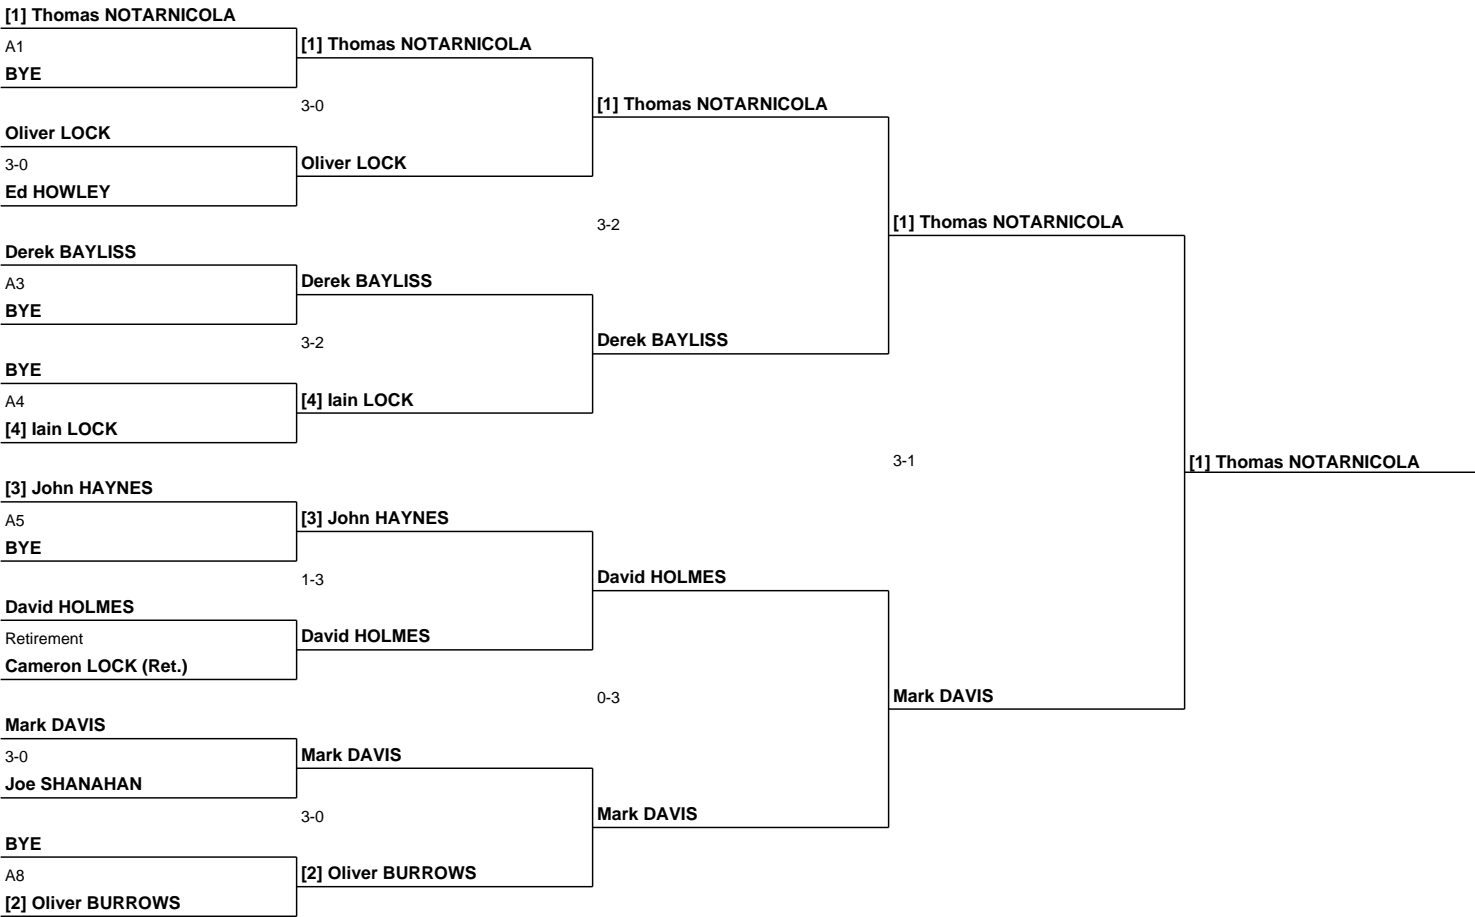 [1] Thomas NOTARNICOLA
A1
BYE
Oliver LOCK
3-0
Ed HOWLEY
Derek BAYLISS
A3
BYE
BYE
A4
[4] Iain LOCK
[3] John HAYNES
A5
BYE
David HOLMES
Retirement
Cameron LOCK (Ret.)
Mark DAVIS
3-0
Joe SHANAHAN
BYE
A8
[2] Oliver BURROWS
[1] Thomas NOTARNICOLA
3-0
Oliver LOCK
Derek BAYLISS
3-2
[4] Iain LOCK
[3] John HAYNES
1-3
David HOLMES
Mark DAVIS
3-0
[2] Oliver BURROWS
[1] Thomas NOTARNICOLA
3-2
Derek BAYLISS
David HOLMES
0-3
Mark DAVIS
[1] Thomas NOTARNICOLA
3-1
Mark DAVIS
[1] Thomas NOTARNICOLA